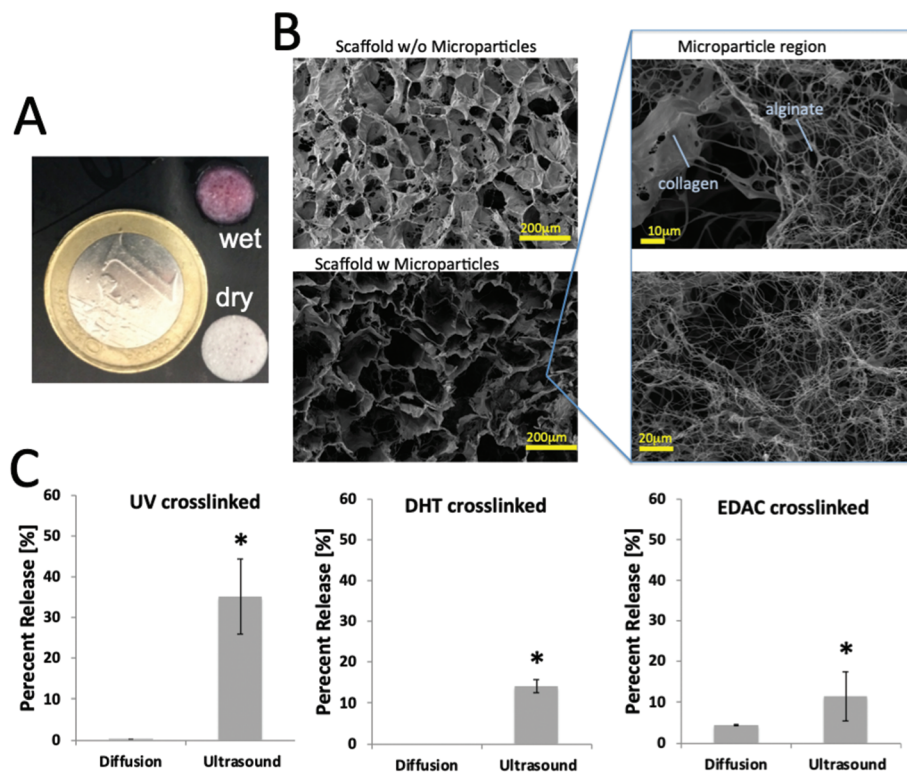 A
wet
dry
B
Scaffold w/o Microparticles
200μm
Scaffold w Microparticles
200μm
Microparticle region
alginate
collagen
10μm
20μm
C
UV crosslinked
Perecent Release [%]
60
50
40
30
20
10
0
*
Diffusion
Ultrasound
DHT crosslinked
Perecent Release [%]
60
50
40
30
20
10
0
*
Diffusion
Ultrasound
EDAC crosslinked
Perecent Release [%]
60
50
40
30
20
10
0
*
Diffusion
Ultrasound